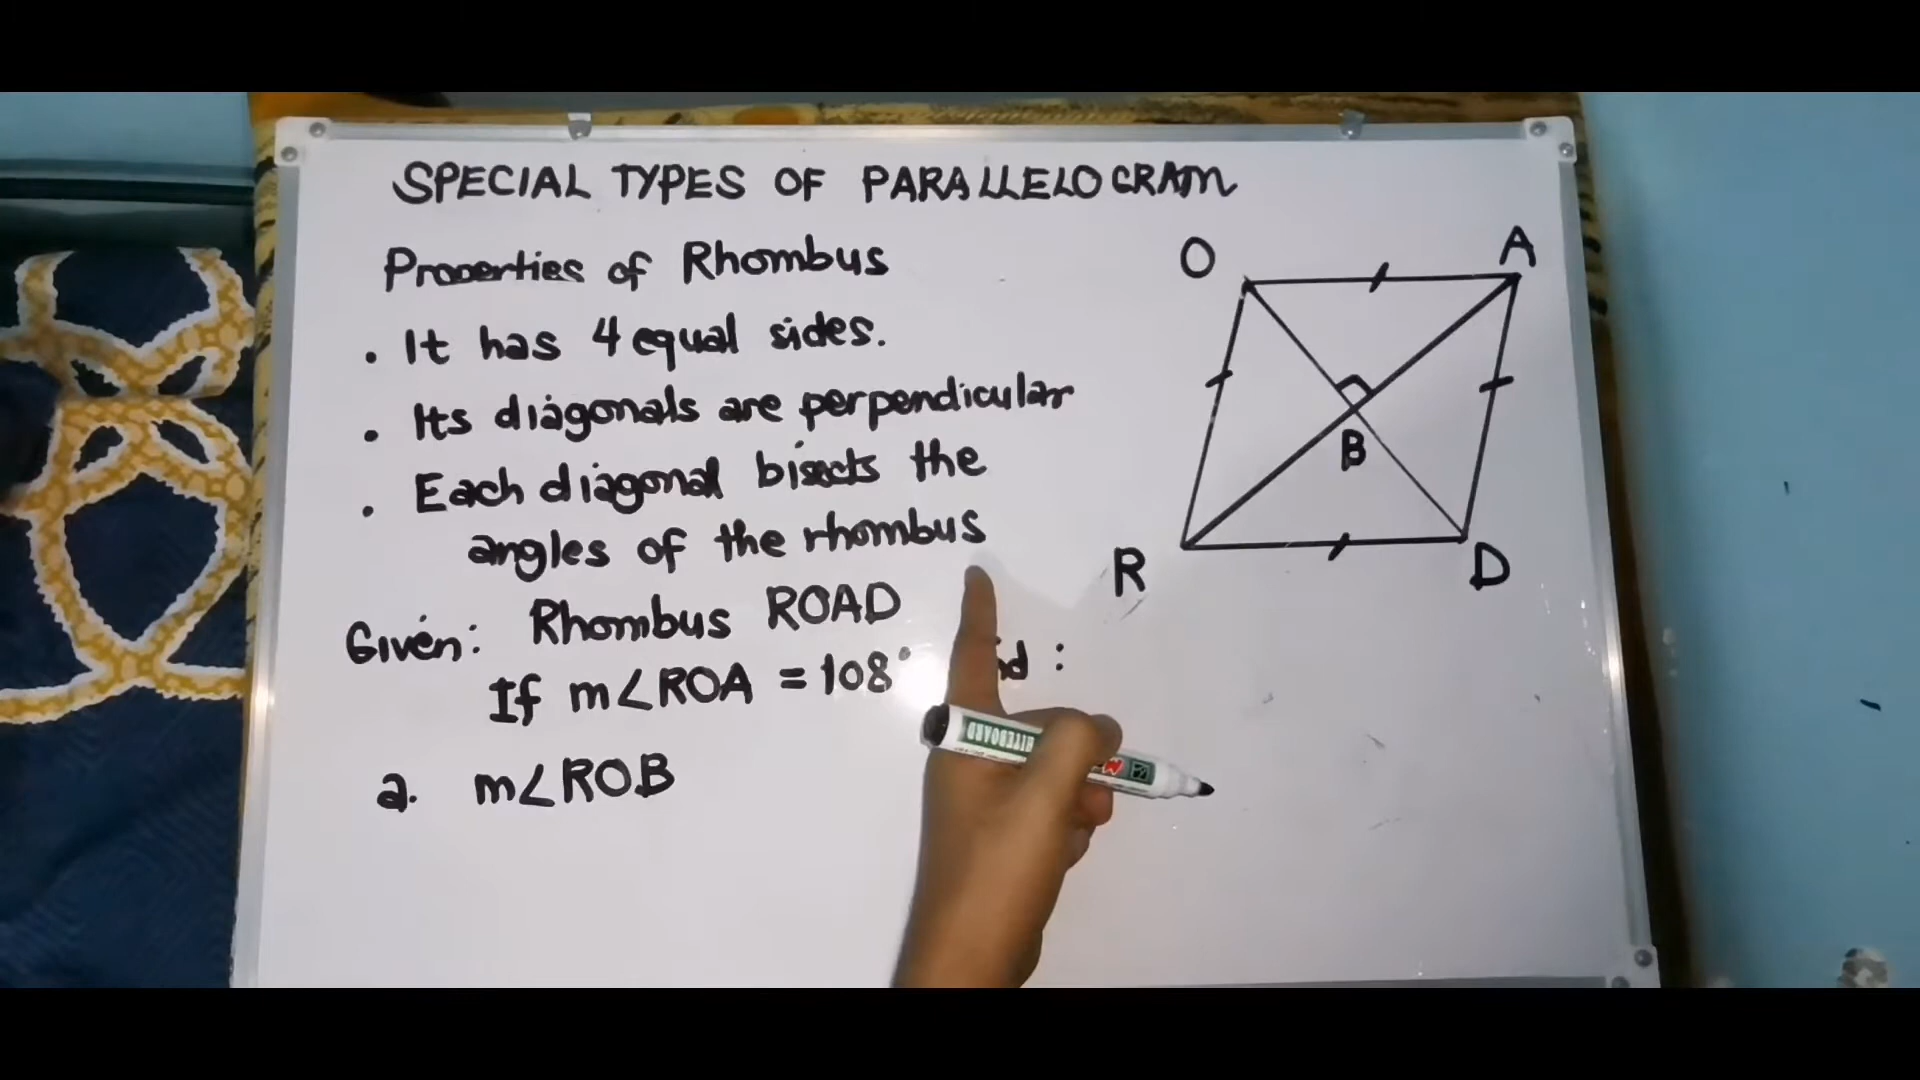 SPECIAL TYPES OF PARALLELOGRAM
Properties of Rhombus
. It has 4 equal sides.
. Its diagonals are perpendicular
. Each diagonal bisects the
angles of the rhombus
Given: Rhombus ROAD
If m∠ROA = 108° :
a. m∠ROB
O
A
B
R
D